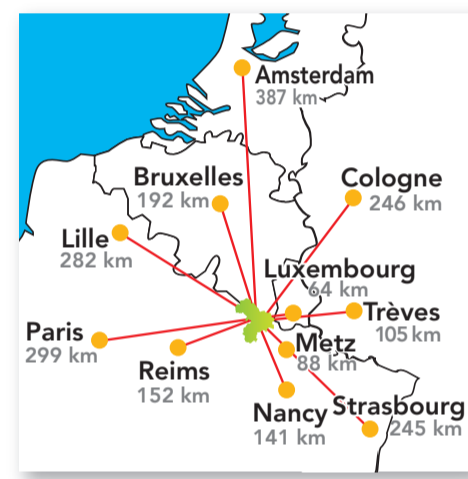 Amsterdam
387 km
Bruxelles
192 km
Cologne
246 km
Lille
282 km
Luxembourg
64 km
Trèves
105 km
Paris
299 km
Metz
88 km
Reims
152 km
Nancy
141 km
Strasbourg
245 km